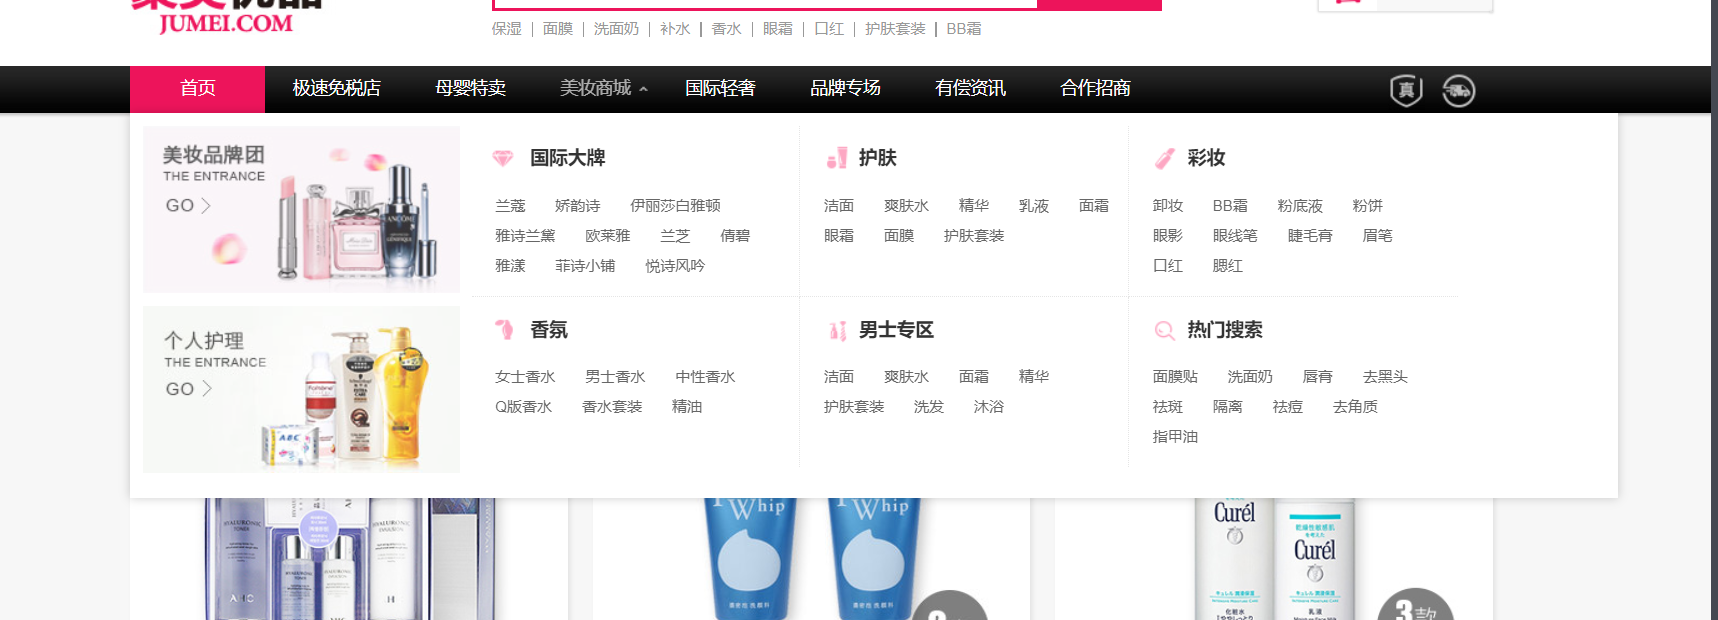 JUMEI.COM
保湿 | 面膜 | 洗面奶 | 补水 | 香水 | 眼霜 | 口红 | 护肤套装 | BB霜
首页 极速免税店 母婴特卖 美妆商城 国际轻奢 品牌专场 有偿资讯 合作招商 真
美妆品牌团
THE ENTRANCE
GO
国际大牌
兰蔻 娇韵诗 伊丽莎白雅顿
雅诗兰黛 欧莱雅 兰芝 倩碧
雅漾 菲诗小铺 悦诗风吟
护肤
洁面 爽肤水 精华 乳液 面霜
眼霜 面膜 护肤套装
彩妆
卸妆 BB霜 粉底液 粉饼
眼影 眼线笔 睫毛膏 眉笔
口红 腮红
个人护理
THE ENTRANCE
GO
ABC
香氛
女士香水 男士香水 中性香水
Q版香水 香水套装 精油
男士专区
洁面 爽肤水 面霜 精华
护肤套装 洗发 沐浴
热门搜索
面膜贴 洗面奶 唇膏 去黑头
祛斑 隔离 祛痘 去角质
指甲油
HYALURONIC
TONER
HYALURONIC
EMULSION
AHC
Whip
Whip
Curél
Curél
化粧水
乳液
3款